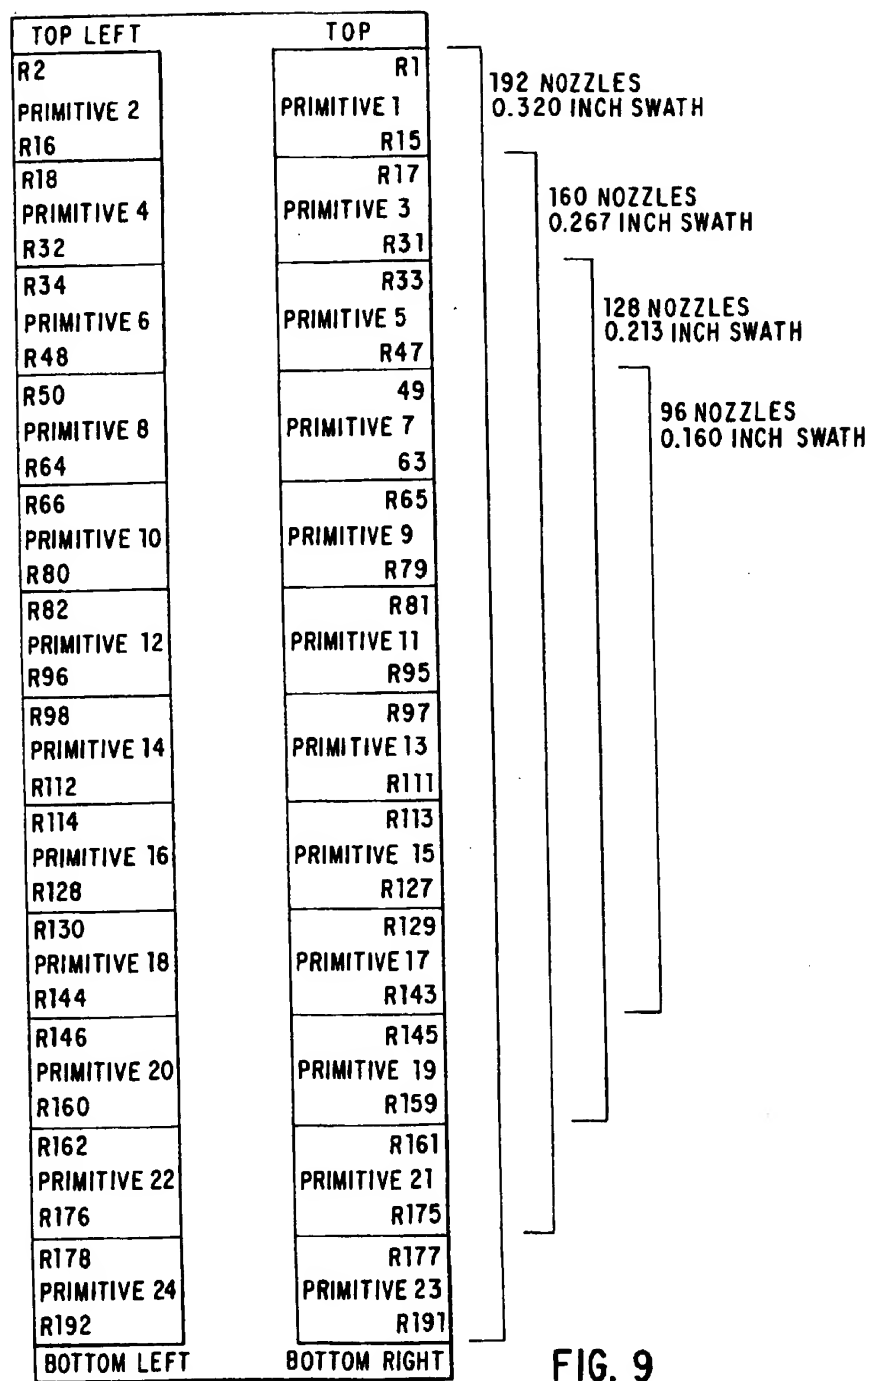 TOP LEFT TOP
R2 R1
PRIMITIVE 2 PRIMITIVE 1
R16 R15
R18 R17
PRIMITIVE 4 PRIMITIVE 3
R32 R31
R34 R33
PRIMITIVE 6 PRIMITIVE 5
R48 R47
R50 49
PRIMITIVE 8 PRIMITIVE 7
R64 63
R66 R65
PRIMITIVE 10 PRIMITIVE 9
R80 R79
R82 R81
PRIMITIVE 12 PRIMITIVE 11
R96 R95
R98 R97
PRIMITIVE 14 PRIMITIVE 13
R112 R111
R114 R113
PRIMITIVE 16 PRIMITIVE 15
R128 R127
R130 R129
PRIMITIVE 18 PRIMITIVE 17
R144 R143
R146 R145
PRIMITIVE 20 PRIMITIVE 19
R160 R159
R162 R161
PRIMITIVE 22 PRIMITIVE 21
R176 R175
R178 R177
PRIMITIVE 24 PRIMITIVE 23
R192 R191
BOTTOM LEFT BOTTOM RIGHT
192 NOZZLES
0.320 INCH SWATH
160 NOZZLES
0.267 INCH SWATH
128 NOZZLES
0.213 INCH SWATH
96 NOZZLES
0.160 INCH SWATH
FIG. 9